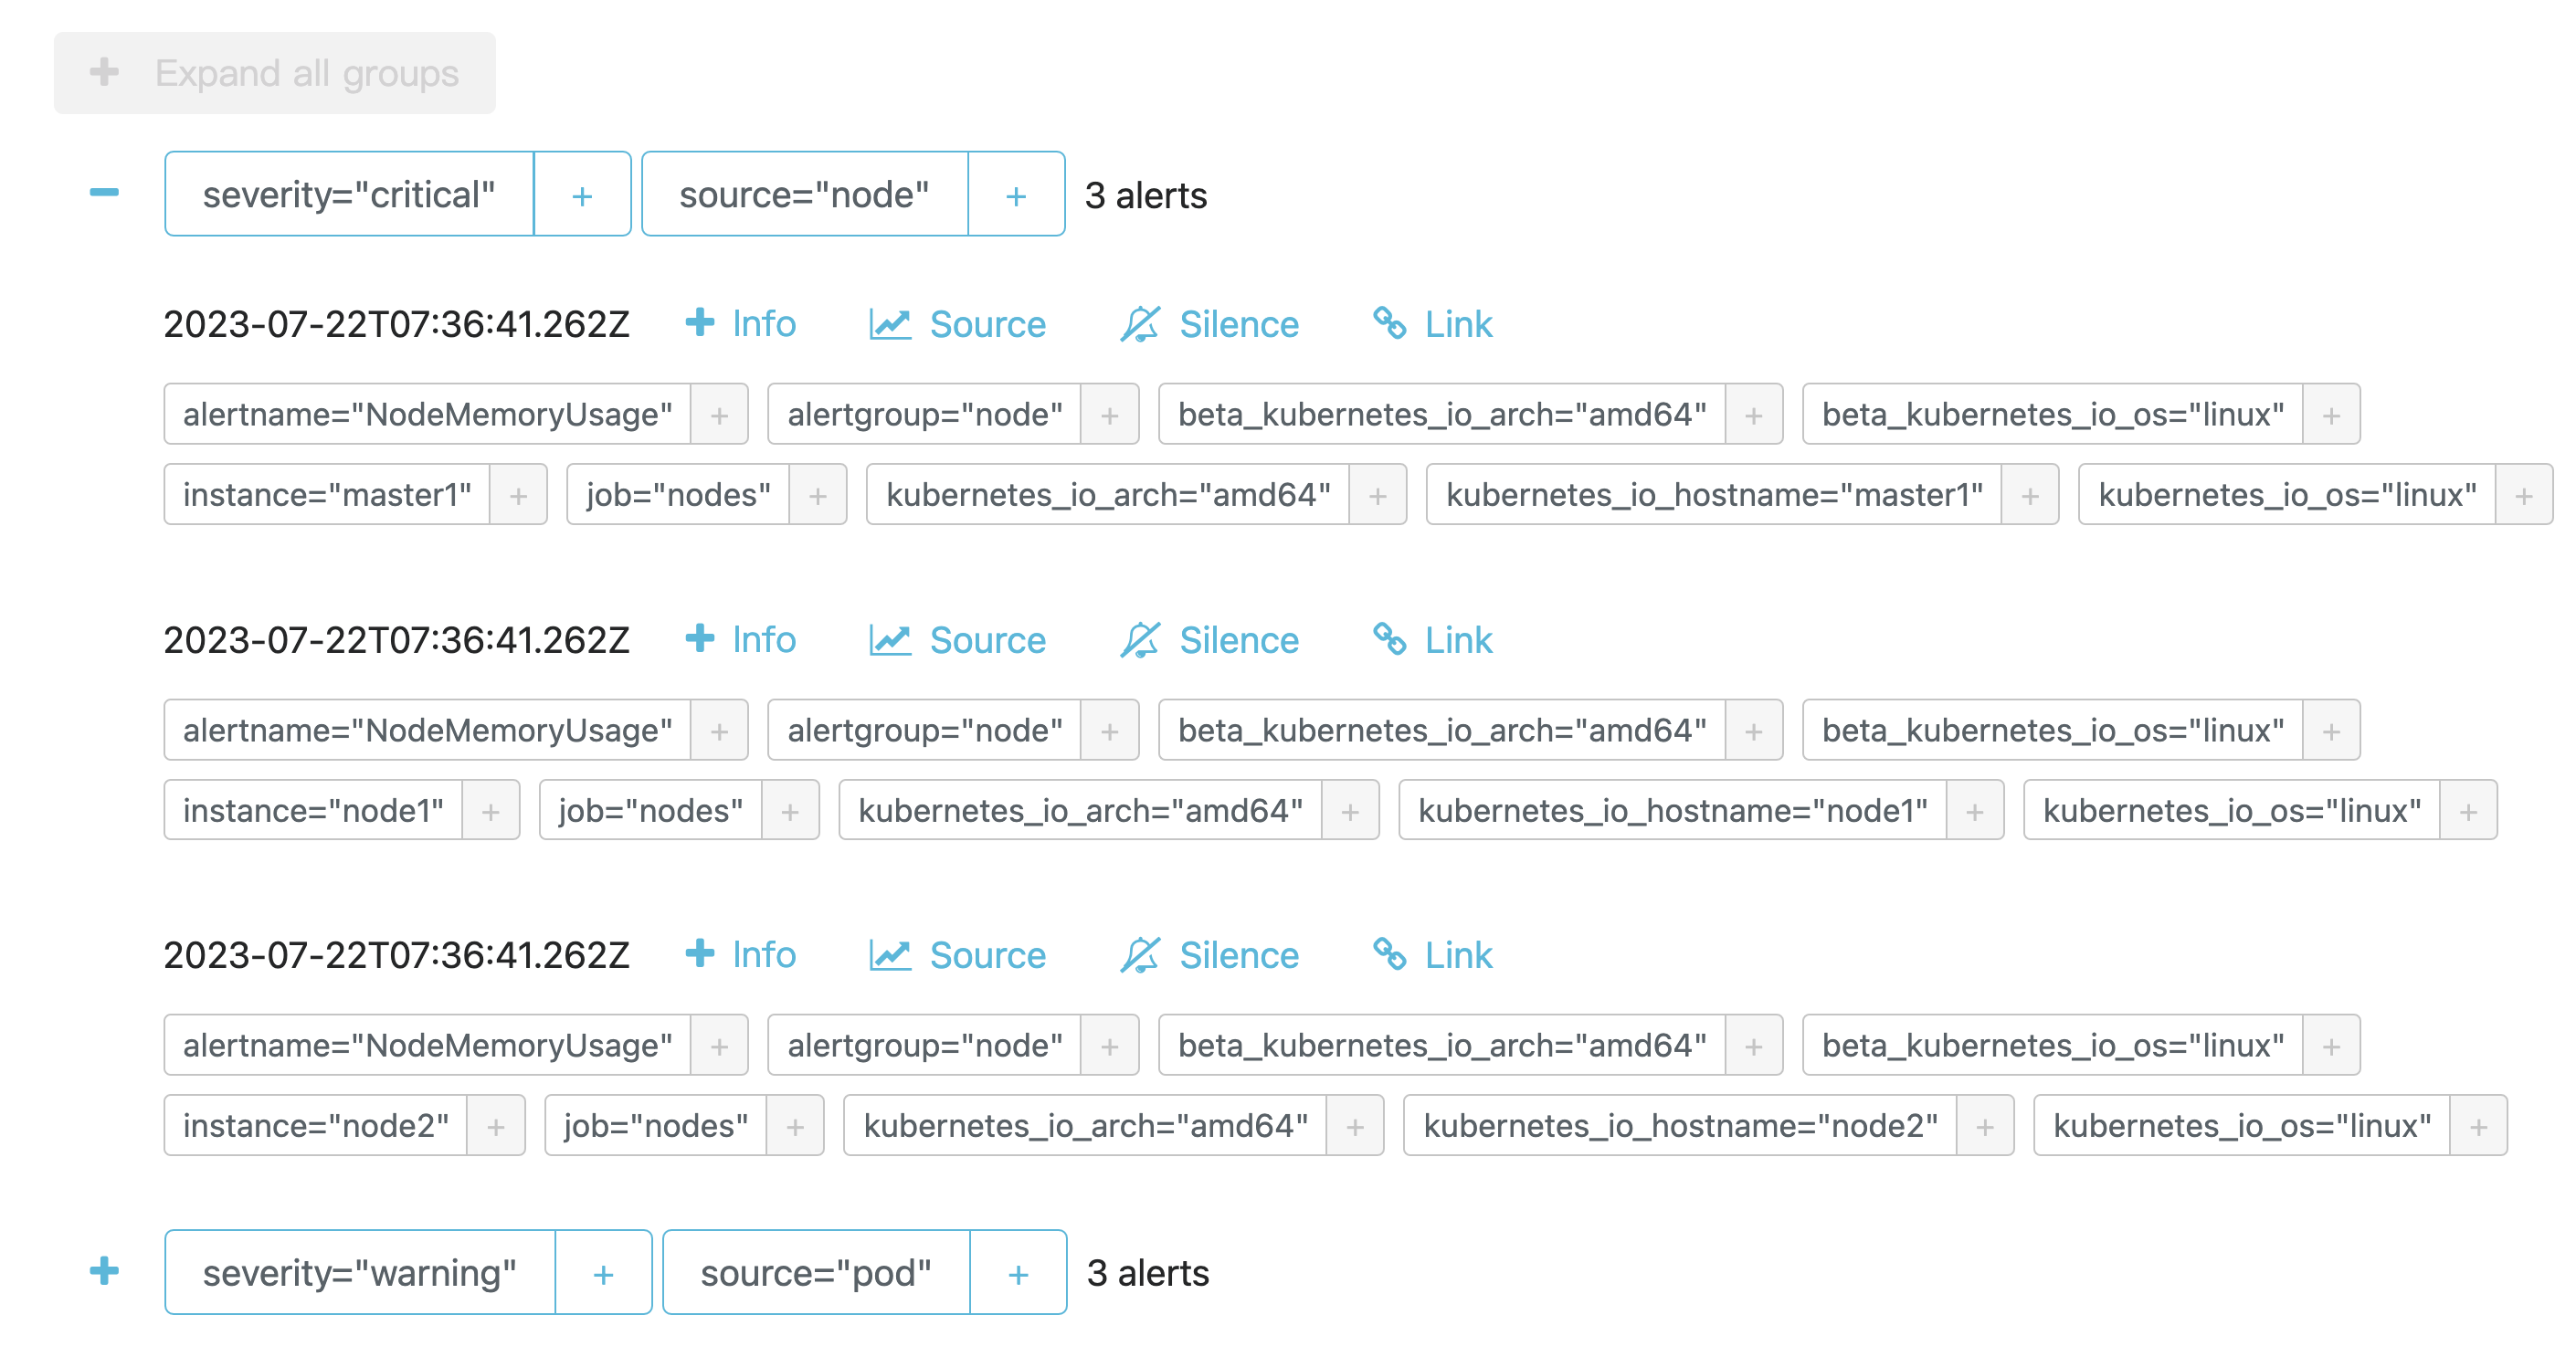 + Expand all groups
− severity="critical" + source="node" + 3 alerts
2023-07-22T07:36:41.262Z + Info Source Silence Link
alertname="NodeMemoryUsage" + alertgroup="node" + beta_kubernetes_io_arch="amd64" + beta_kubernetes_io_os="linux" +
instance="master1" + job="nodes" + kubernetes_io_arch="amd64" + kubernetes_io_hostname="master1" + kubernetes_io_os="linux" +
2023-07-22T07:36:41.262Z + Info Source Silence Link
alertname="NodeMemoryUsage" + alertgroup="node" + beta_kubernetes_io_arch="amd64" + beta_kubernetes_io_os="linux" +
instance="node1" + job="nodes" + kubernetes_io_arch="amd64" + kubernetes_io_hostname="node1" + kubernetes_io_os="linux" +
2023-07-22T07:36:41.262Z + Info Source Silence Link
alertname="NodeMemoryUsage" + alertgroup="node" + beta_kubernetes_io_arch="amd64" + beta_kubernetes_io_os="linux" +
instance="node2" + job="nodes" + kubernetes_io_arch="amd64" + kubernetes_io_hostname="node2" + kubernetes_io_os="linux" +
+ severity="warning" + source="pod" + 3 alerts